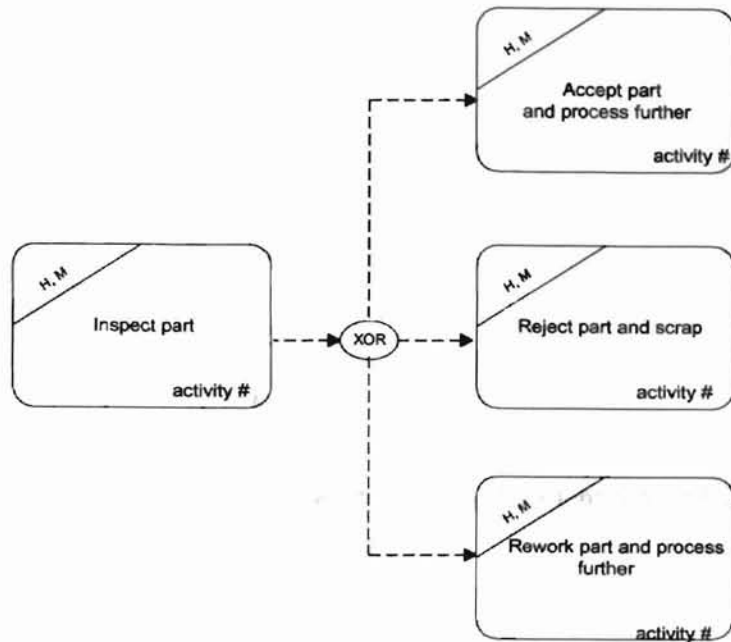 H, M
Accept part
and process further
activity #
H, M
Inspect part
activity #
XOR
H, M
Reject part and scrap
activity #
H, M
Rework part and process
further
activity #